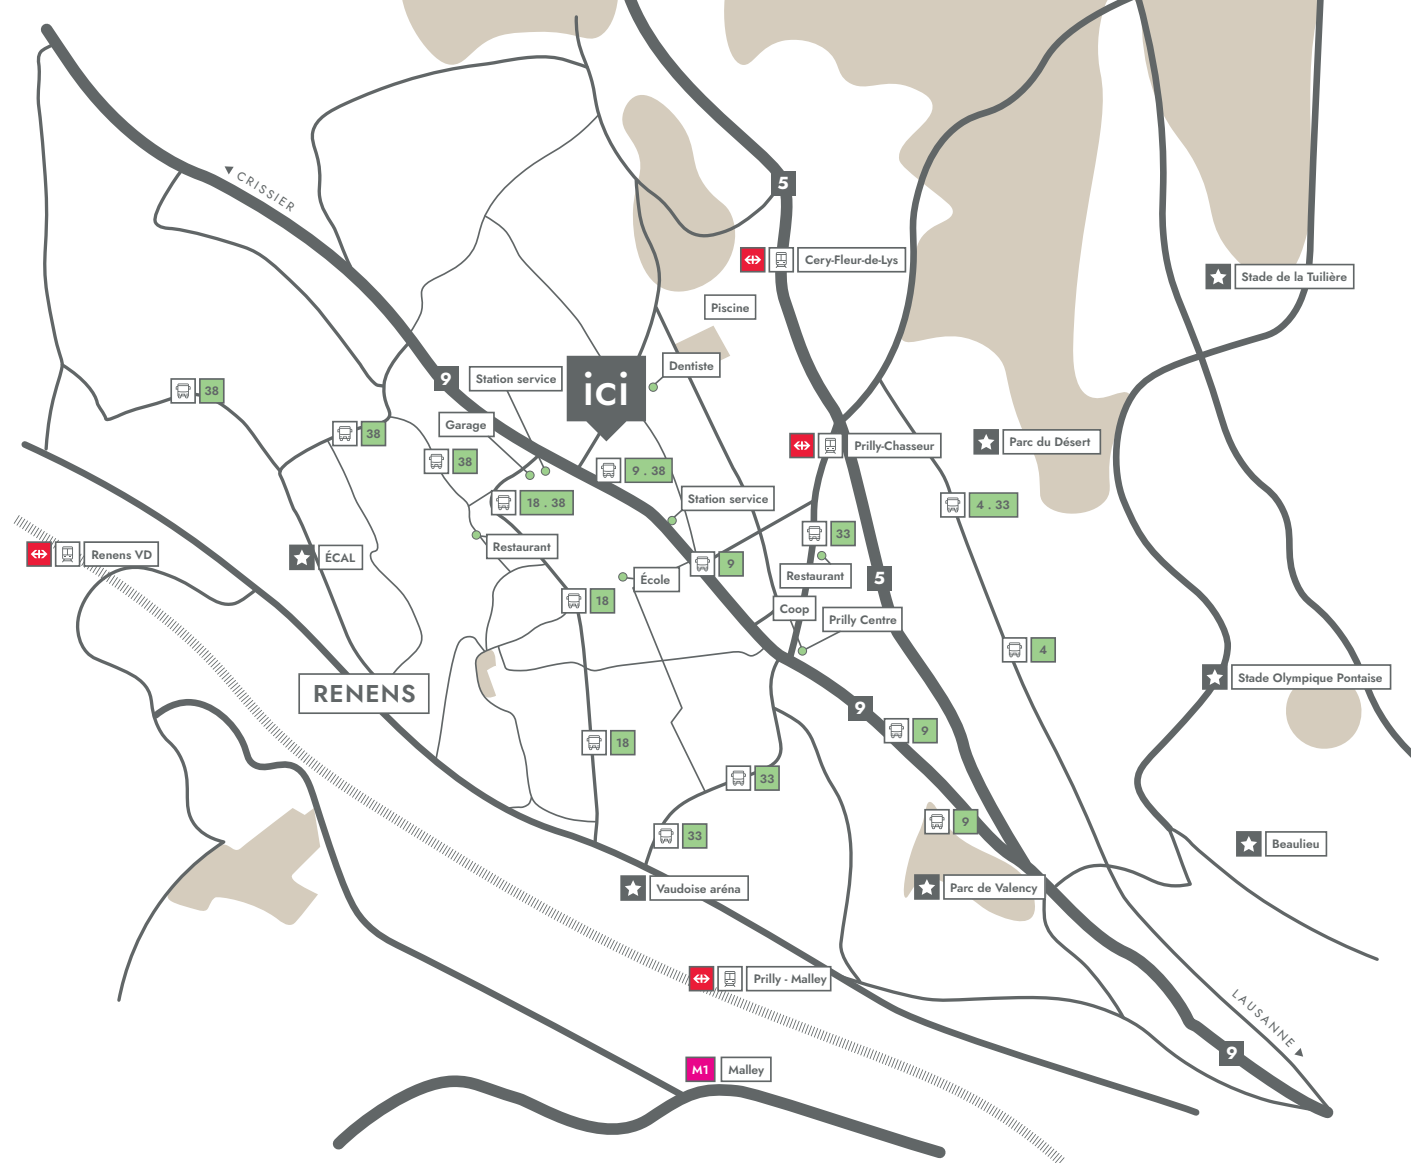 5
CRISSIER
Cery-Fleur-de-Lys
Stade de la Tuilière
Piscine
Dentiste
9
Station service
ici
38
Garage
38
38
9 . 38
Prilly-Chasseur
Parc du Désert
18 . 38
Station service
4 . 33
33
Renens VD
ÉCAL
Restaurant
9
École
Restaurant
5
18
Coop
Prilly Centre
4
Stade Olympique Pontaise
RENENS
9
9
18
33
9
33
Beaulieu
Vaudoise aréna
Parc de Valency
Prilly - Malley
LAUSANNE
9
M1
Malley